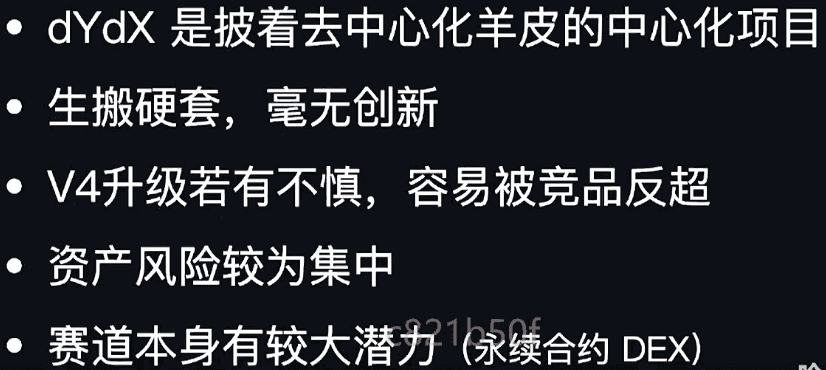 • dYdX 是披着去中心化羊皮的中心化项目
• 生搬硬套，毫无创新
• V4升级若有不慎，容易被竞品反超
• 资产风险较为集中
• 赛道本身有较大潜力（永续合约 DEX）
c821b50f